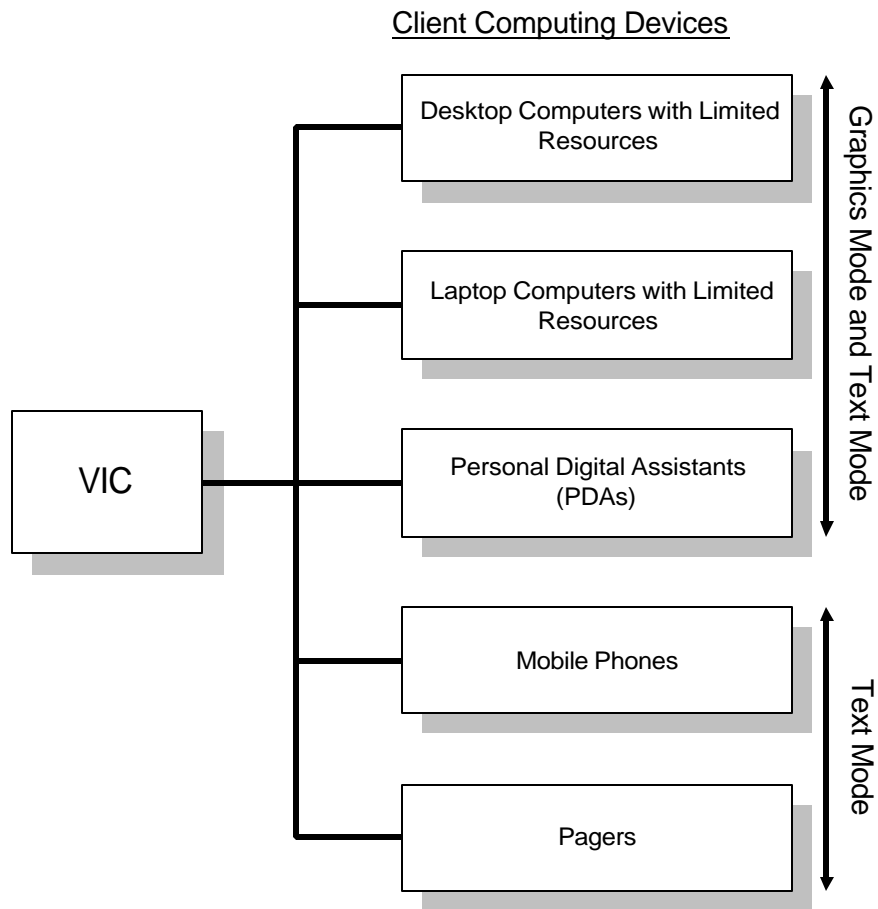 Client Computing Devices
Desktop Computers with Limited
Resources
Laptop Computers with Limited
Resources
VIC
Personal Digital Assistants
(PDAs)
Mobile Phones
Pagers
Graphics Mode and Text Mode
Text Mode